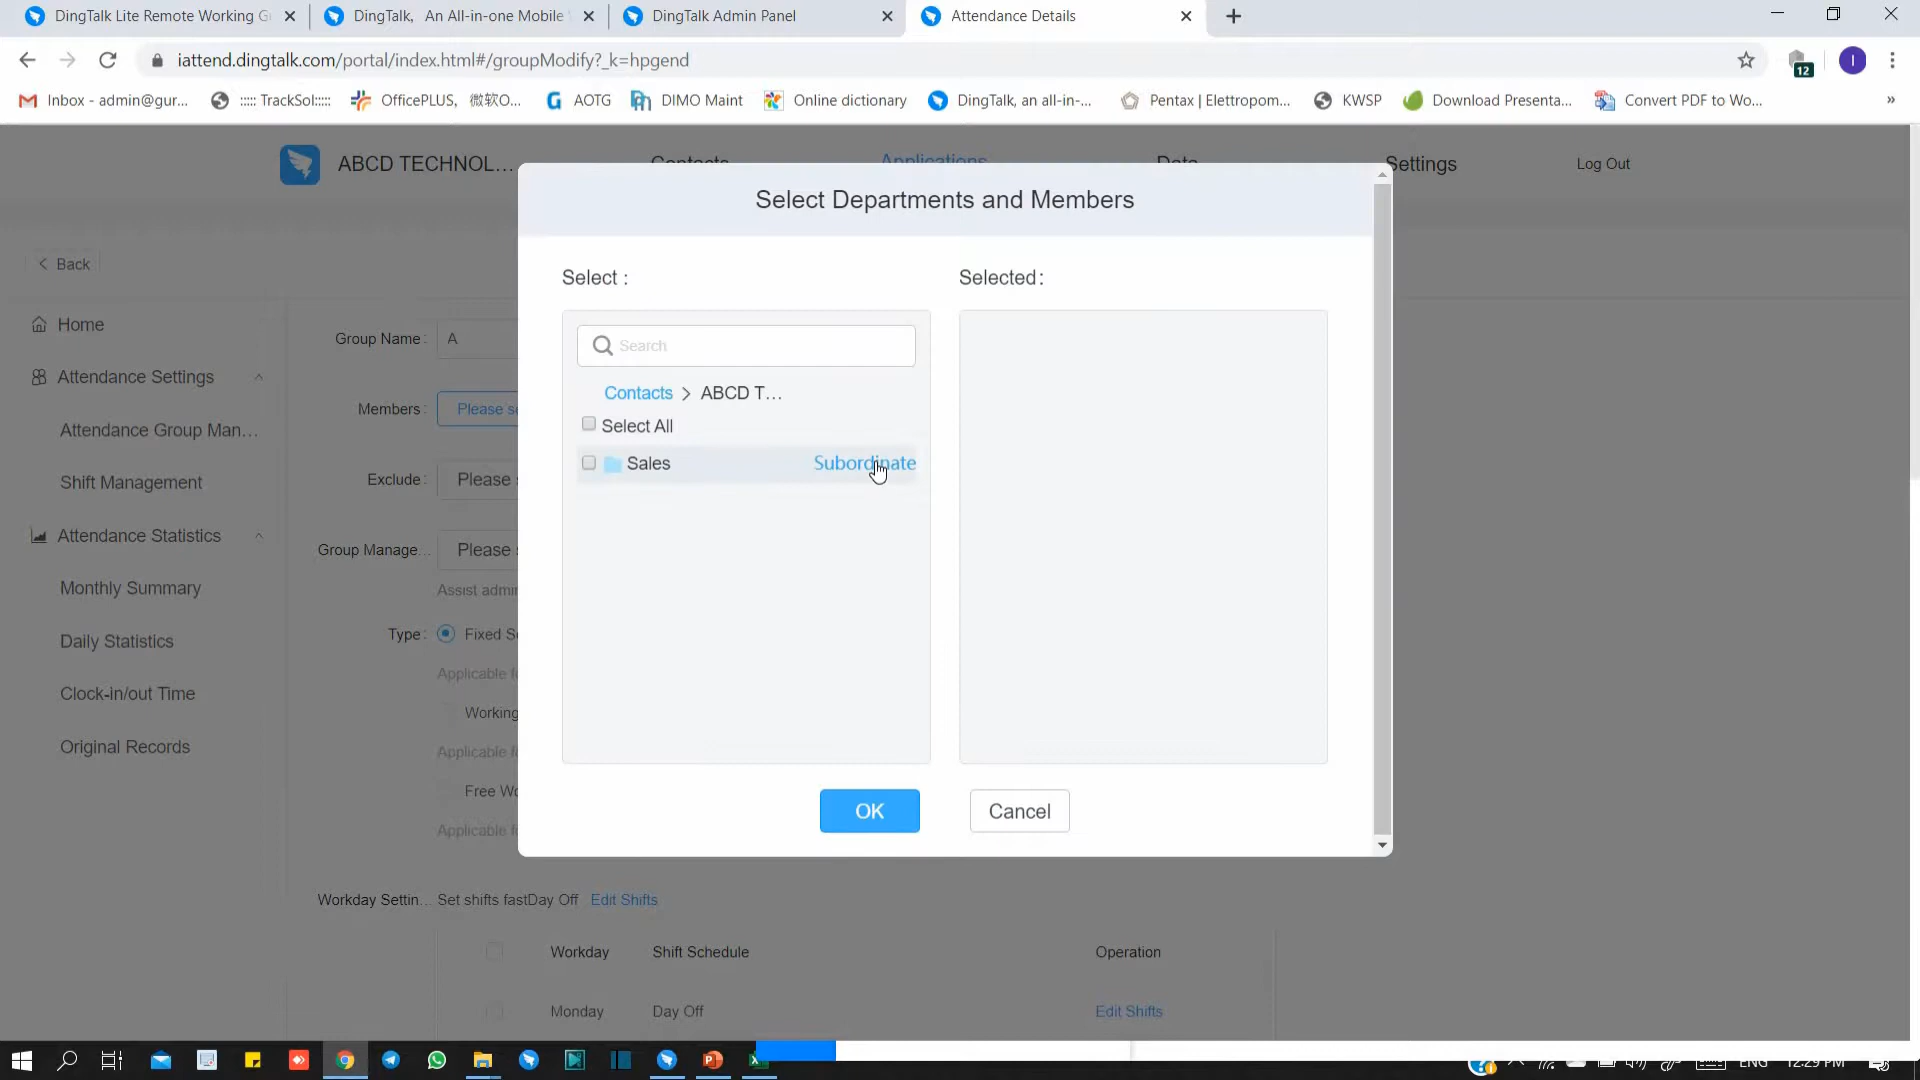 DingTalk Lite Remote Working G
DingTalk, An All-in-one Mobile
DingTalk Admin Panel
Attendance Details
iattend.dingtalk.com/portal/index.html#/groupModify?_k=hpgend
12
I
Inbox - admin@gur...
::::: TrackSol:::::
OfficePLUS, 微软O...
AOTG
DIMO Maint
Online dictionary
DingTalk, an all-in-...
Pentax | Elettropom...
KWSP
Download Presenta...
Convert PDF to Wo...
»
ABCD TECHNOL...
Contacts
Applications
Data
Settings
Log Out
Select Departments and Members
Back
Select :
Selected:
Home
Group Name :
A
Search
Attendance Settings
Contacts > ABCD T...
Members :
Please s
Select All
Attendance Group Man...
Sales
Subordinate
Shift Management
Exclude :
Please
Attendance Statistics
Group Manage...
Please
Monthly Summary
Assist admi
Daily Statistics
Type :
Fixed S
Applicable f
Clock-in/out Time
Working
Original Records
Applicable f
Free Wo
OK
Cancel
Applicable f
Workday Settin...
Set shifts fastDay Off
Edit Shifts
Workday
Shift Schedule
Operation
Monday
Day Off
Edit Shifts
ENG
12:29 PM